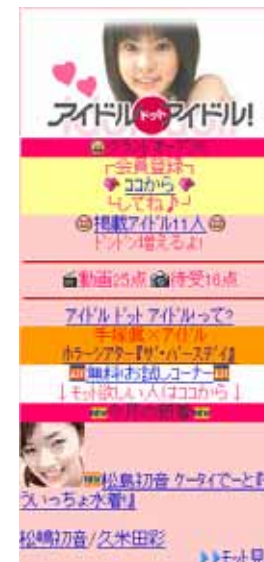 アイドルドットアイドル!
グランドオープン
┌会員登録┐
ココから
└してね♪┘
掲載アイドル11人
ドンドン増えるよ!
動画25点 待受16点
アイドルドットアイドルって?
手塚眞×アイドル
ホラーシアター『ザ・バースデイ』
無料お試しコーナー
↓モット欲しい人はココから↓
今月の新着
松島初音 ケータイでーと『
ういっちょ水着』
松嶋初音/久米田彩
モット見